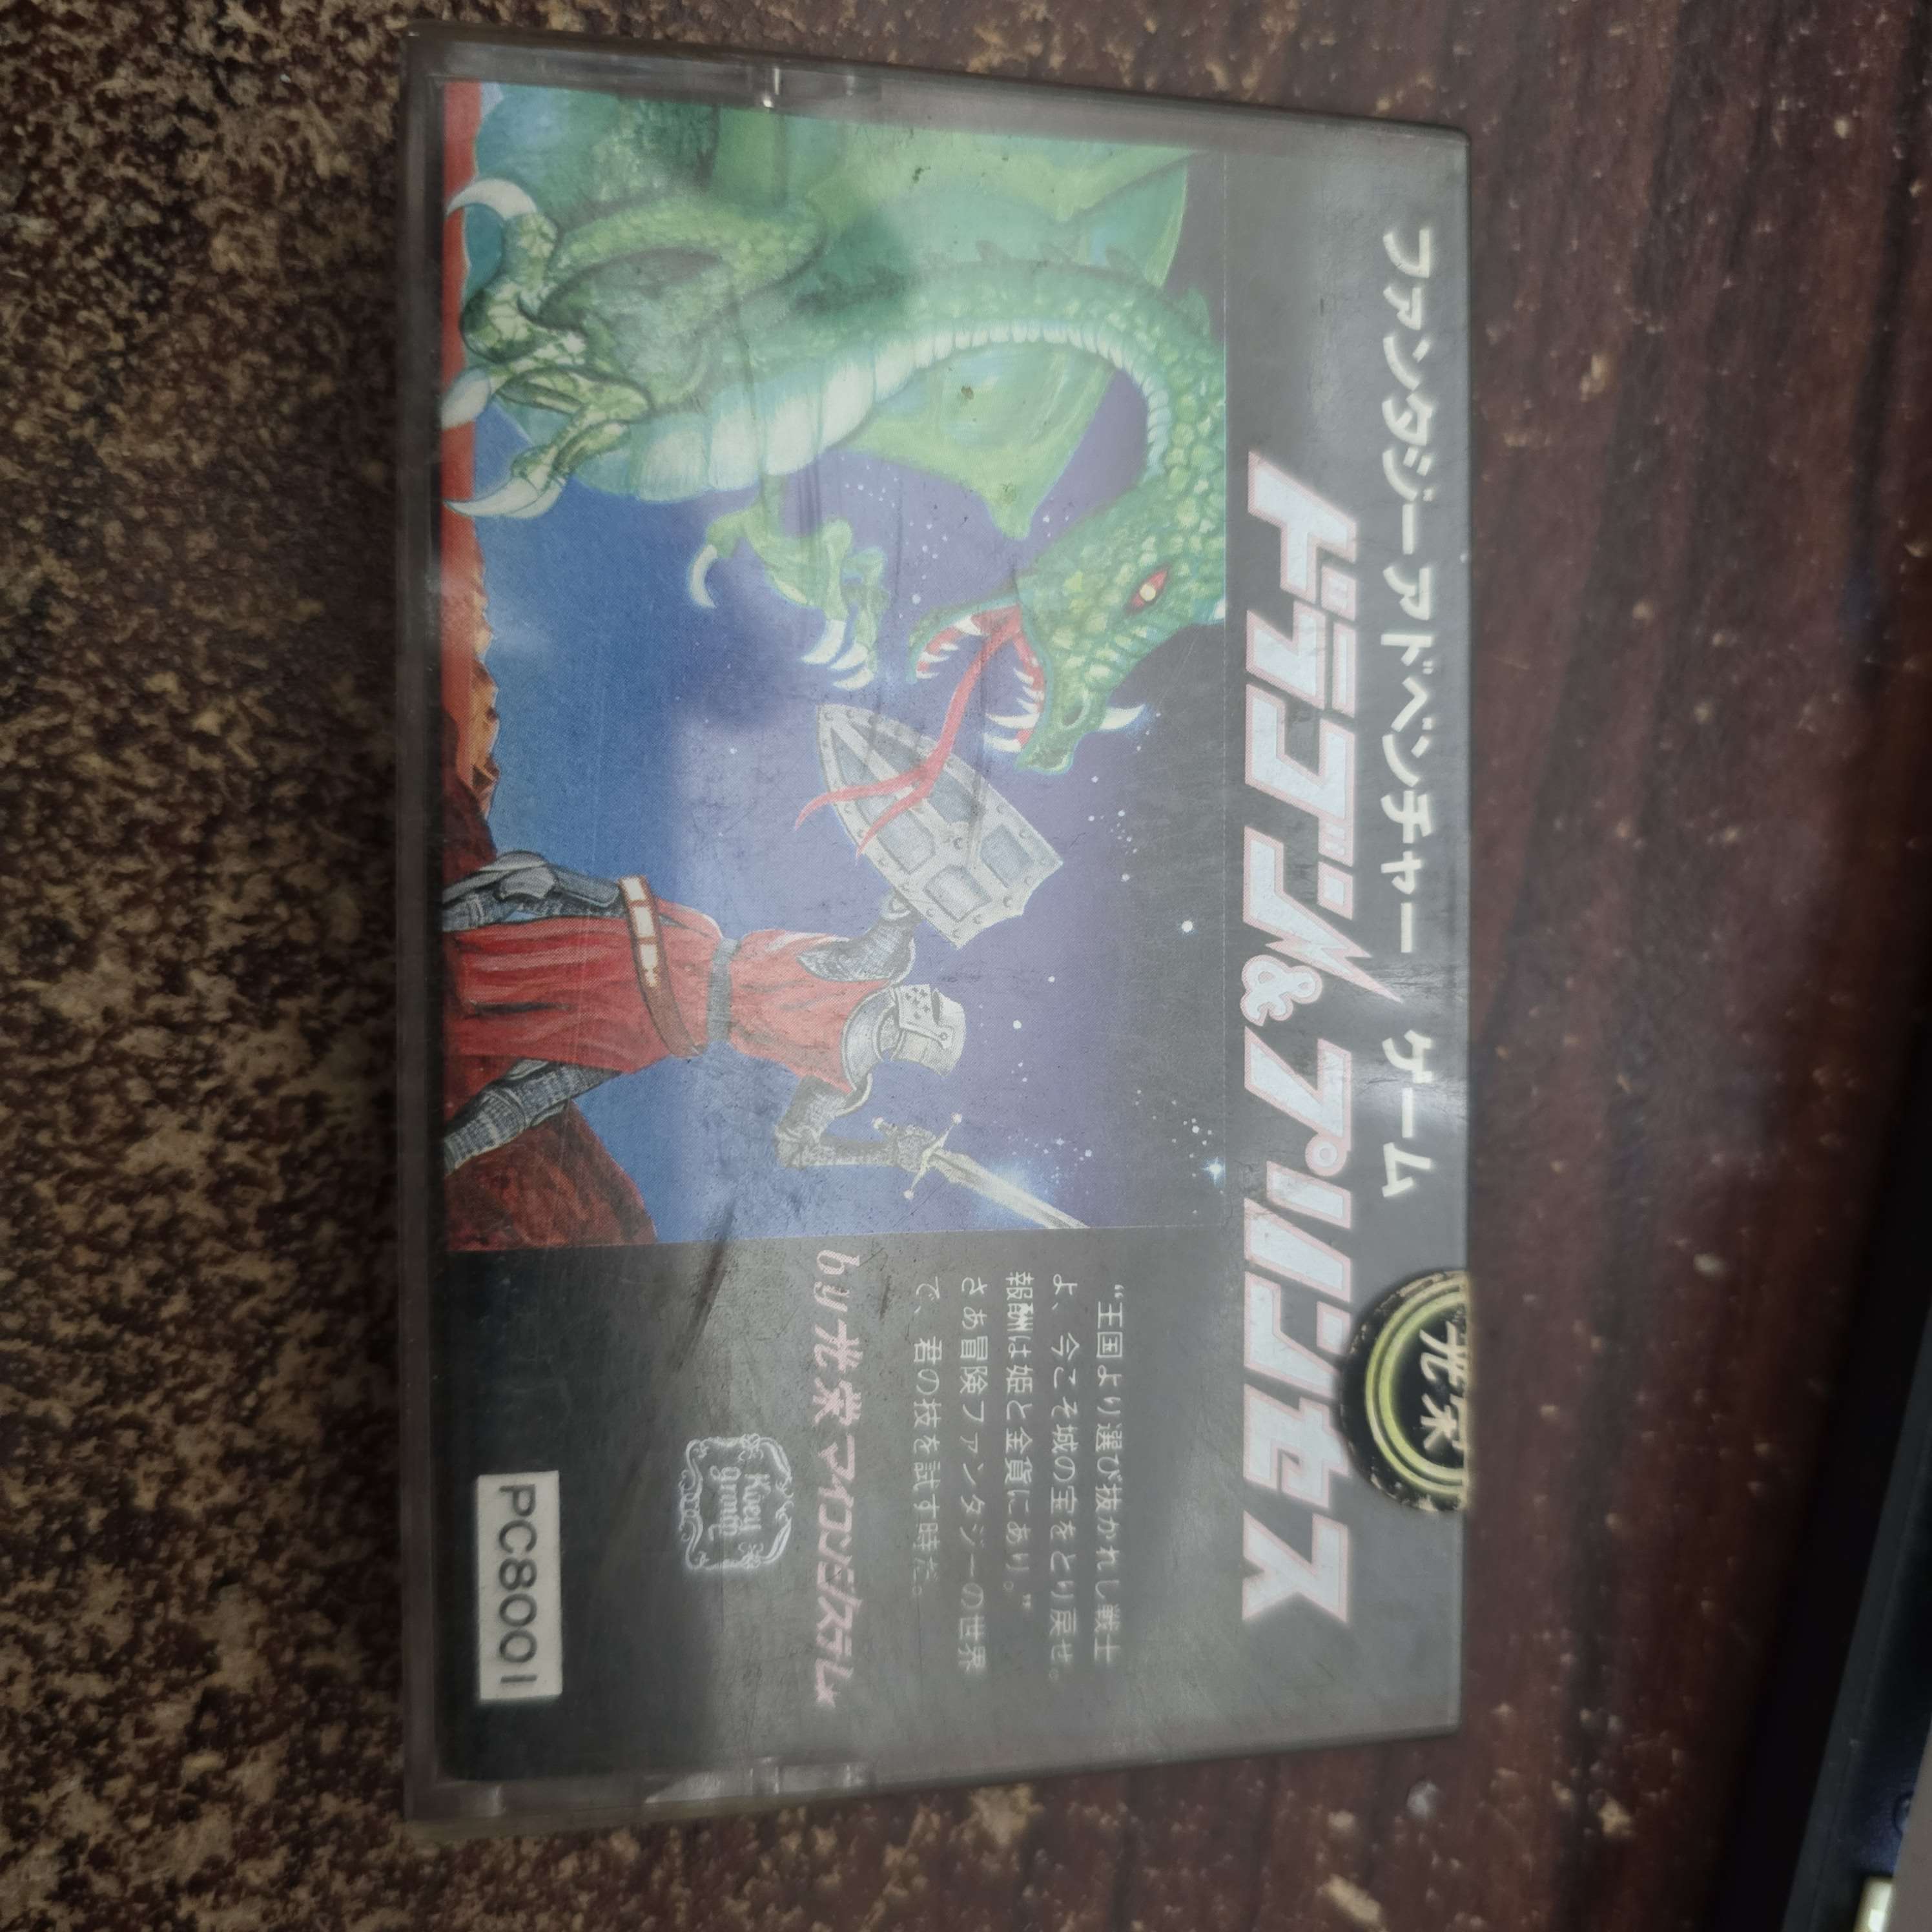 ファンタジーアドベンチャー ゲーム
ドラゴン&プリンセス
光栄
“王国より選び抜かれし戦士
よ、今こそ城の宝をとり戻せ。
報酬は姫と金貨にあり。”
さあ冒険ファンタジーの世界
で、君の技を試す時だ。
by光栄マイコンシステム
Koey
group
PC8001